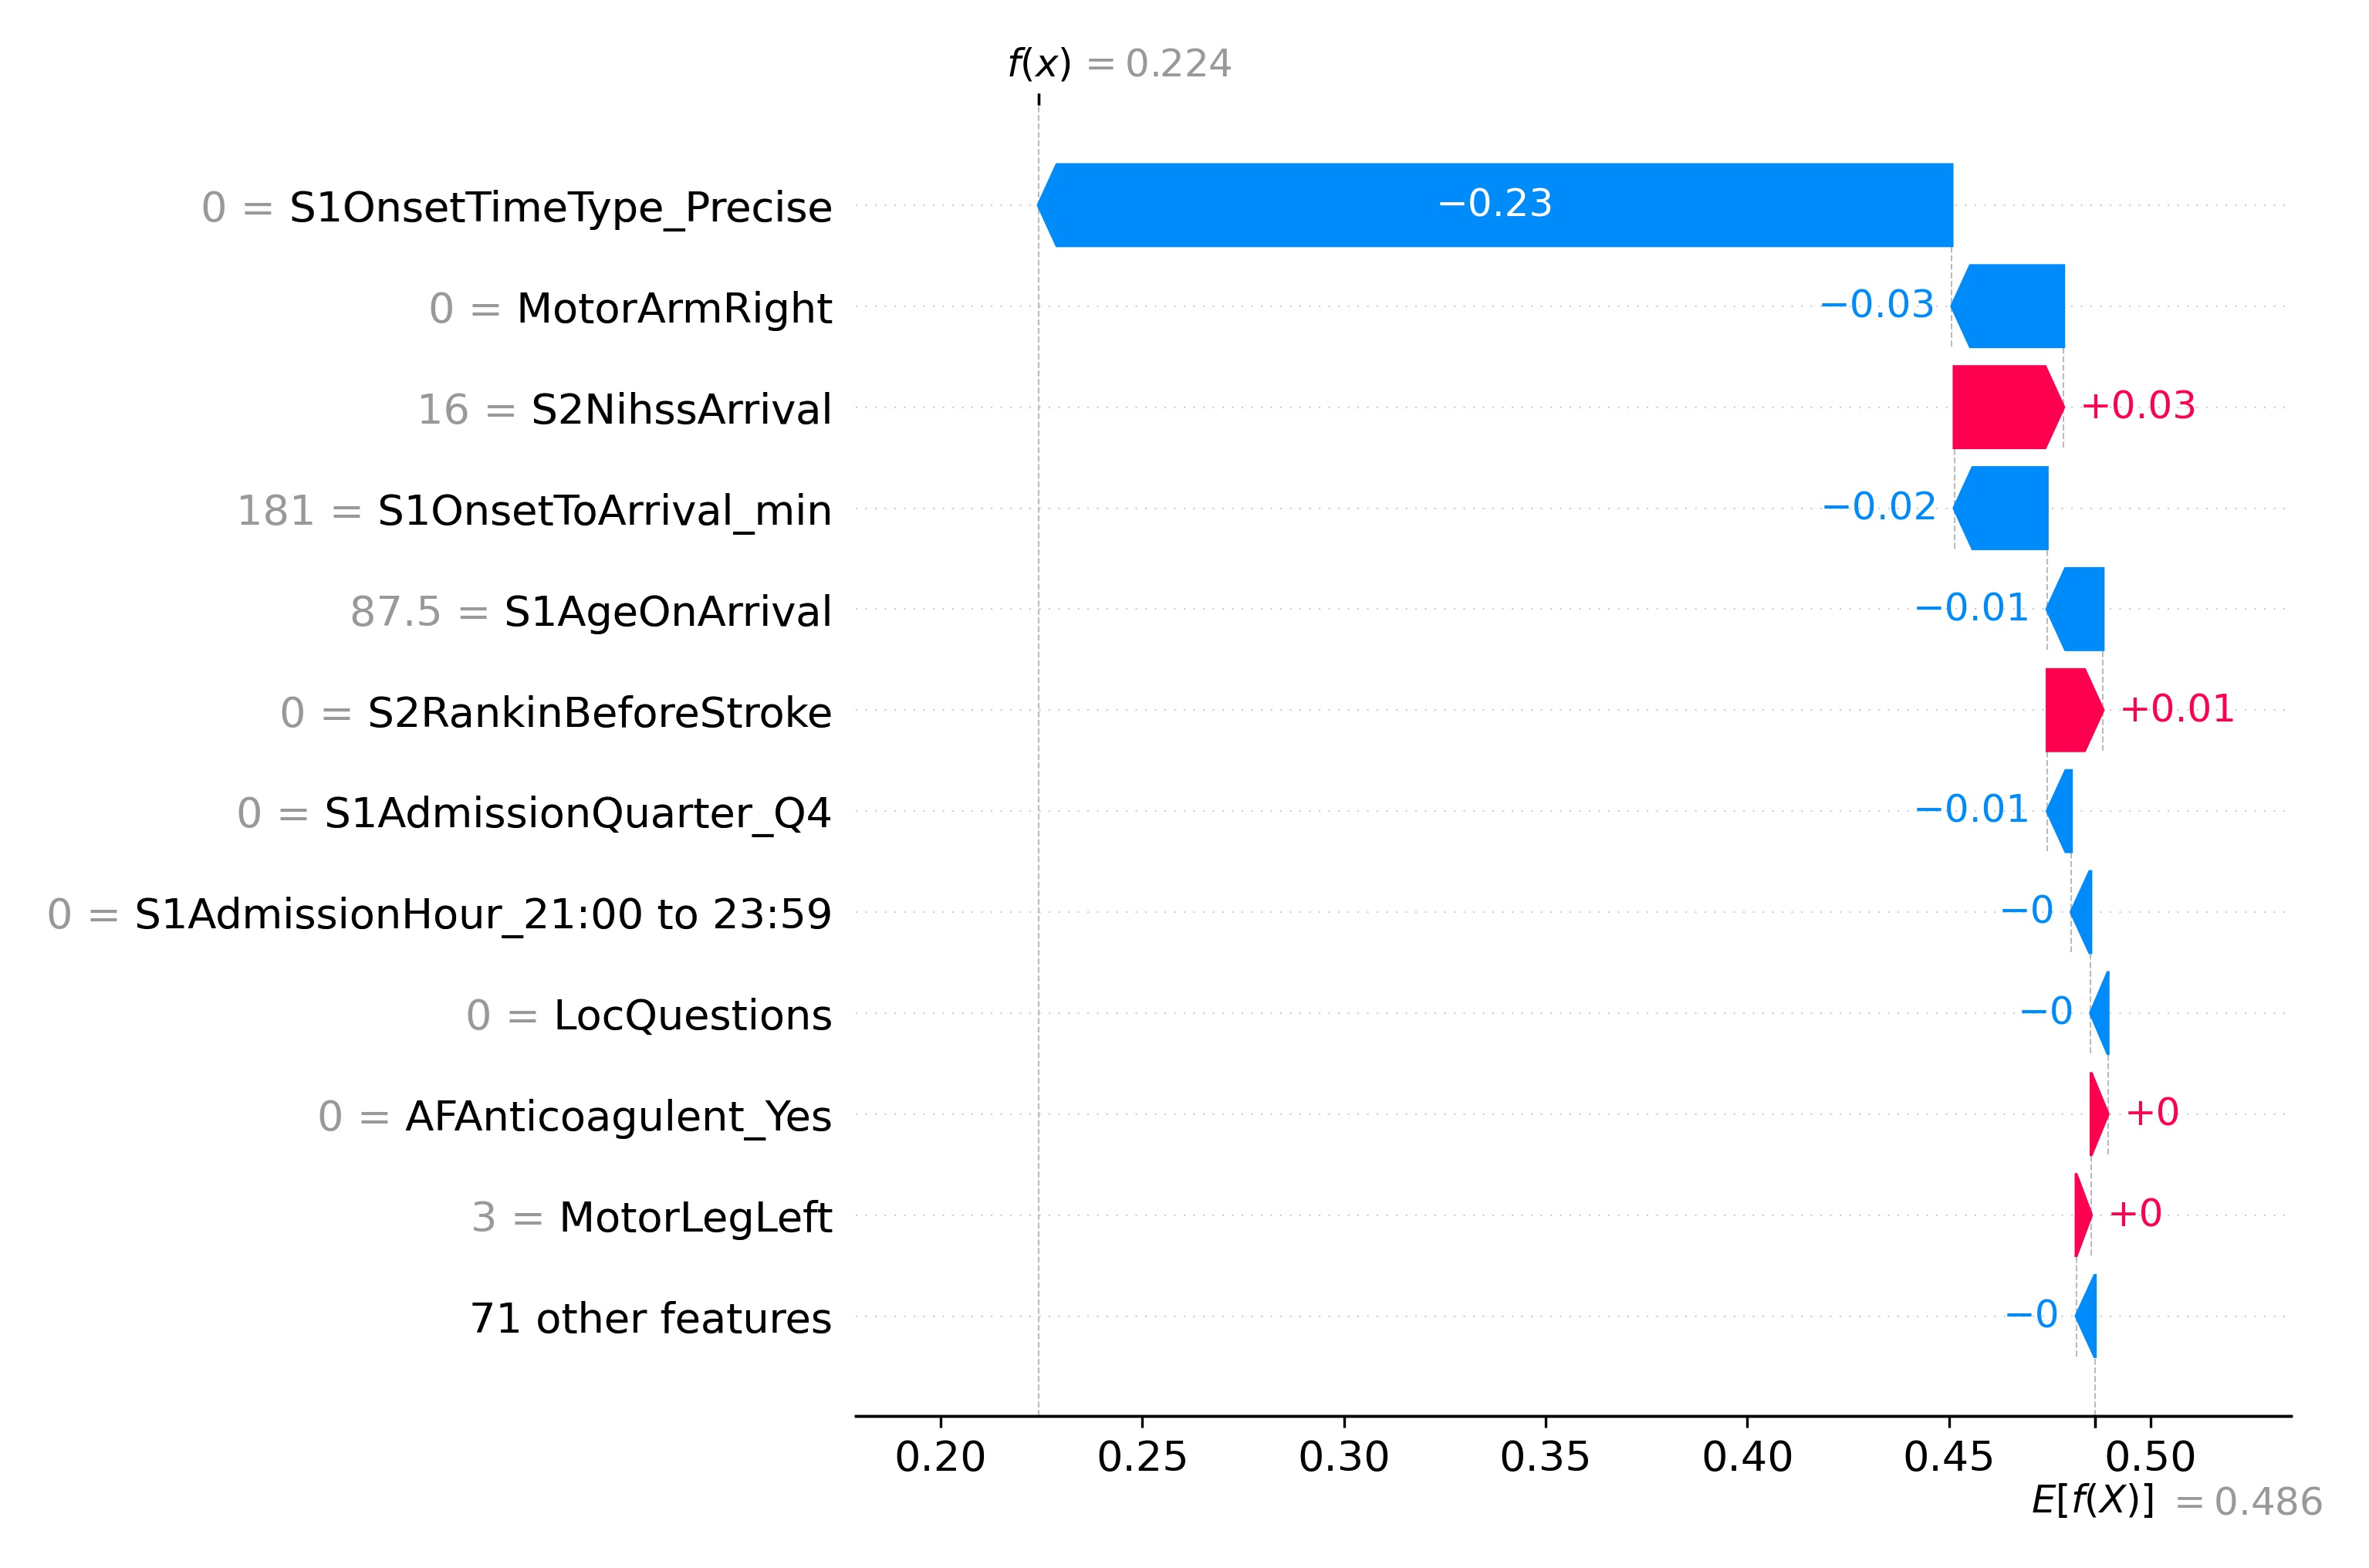 f(x) = 0.224
0 = S1OnsetTimeType_Precise −0.23
0 = MotorArmRight −0.03
16 = S2NihssArrival +0.03
181 = S1OnsetToArrival_min −0.02
87.5 = S1AgeOnArrival −0.01
0 = S2RankinBeforeStroke +0.01
0 = S1AdmissionQuarter_Q4 −0.01
0 = S1AdmissionHour_21:00 to 23:59 −0
0 = LocQuestions −0
0 = AFAnticoagulent_Yes +0
3 = MotorLegLeft +0
71 other features −0
0.20 0.25 0.30 0.35 0.40 0.45 0.50
E[f(X)] = 0.486